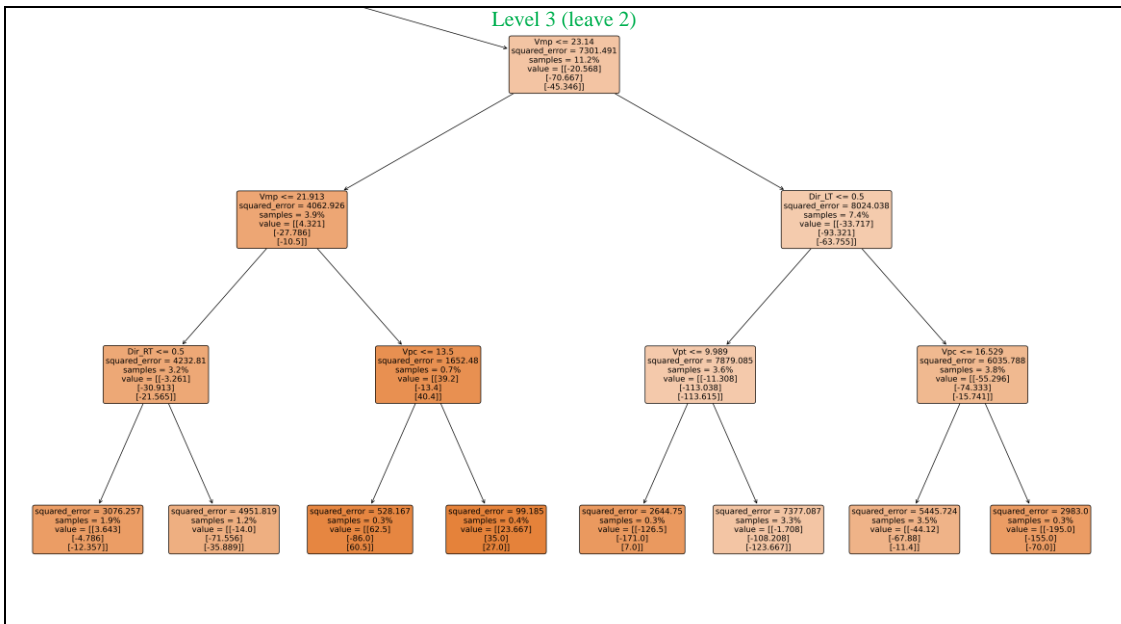 Level 3 (leave 2)
Vmp <= 23.14
squared_error = 7301.491
samples = 11.2%
value = [[-20.568]
[-70.667]
[-45.346]]
Vmp <= 21.913
squared_error = 4062.926
samples = 3.9%
value = [[4.321]
[-27.786]
[-10.5]]
Dir_LT <= 0.5
squared_error = 8024.038
samples = 7.4%
value = [[-33.717]
[-93.321]
[-63.755]]
Dir_RT <= 0.5
squared_error = 4232.81
samples = 3.2%
value = [[-3.261]
[-30.913]
[-21.565]]
Vpc <= 13.5
squared_error = 1652.48
samples = 0.7%
value = [[39.2]
[-13.4]
[40.4]]
Vpt <= 9.989
squared_error = 7879.085
samples = 3.6%
value = [[-11.308]
[-113.038]
[-113.615]]
Vpc <= 16.529
squared_error = 6035.788
samples = 3.8%
value = [[-55.296]
[-74.333]
[-15.741]]
squared_error = 3076.257
samples = 1.9%
value = [[3.643]
[-4.786]
[-12.357]]
squared_error = 4951.819
samples = 1.2%
value = [[-14.0]
[-71.556]
[-35.889]]
squared_error = 528.167
samples = 0.3%
value = [[62.5]
[-86.0]
[60.5]]
squared_error = 99.185
samples = 0.4%
value = [[23.667]
[35.0]
[27.0]]
squared_error = 2644.75
samples = 0.3%
value = [[-126.5]
[-171.0]
[7.0]]
squared_error = 7377.087
samples = 3.3%
value = [[-1.708]
[-108.208]
[-123.667]]
squared_error = 5445.724
samples = 3.5%
value = [[-44.12]
[-67.88]
[-11.4]]
squared_error = 2983.0
samples = 0.3%
value = [[-195.0]
[-155.0]
[-70.0]]